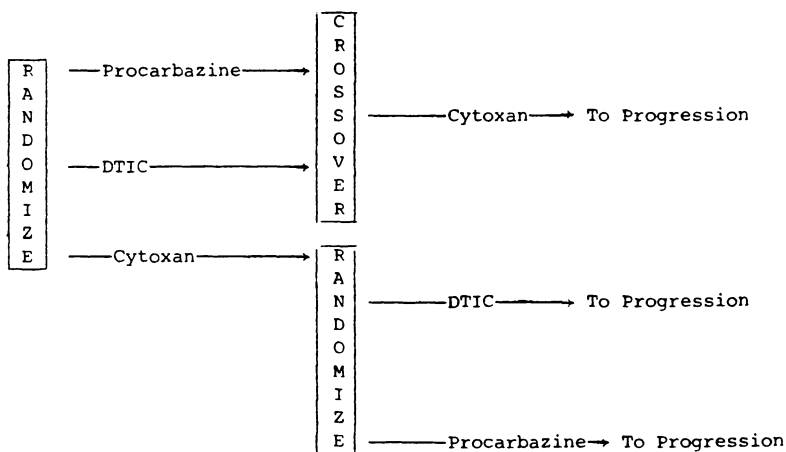 RANDOMIZE
Procarbazine
DTIC
Cytoxan
CROSSOVER
Cytoxan To Progression
RANDOMIZE
DTIC To Progression
Procarbazine To Progression